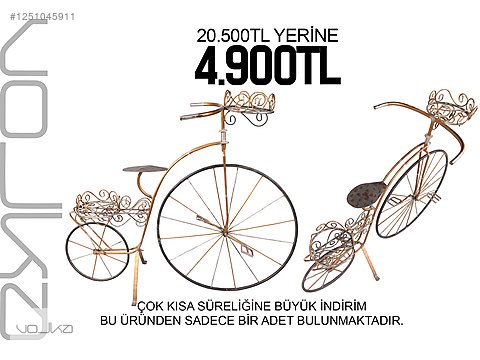 #1251045911
20.500TL YERİNE
4.900TL
ÇOK KISA SÜRELİĞİNE BÜYÜK İNDİRİM
BU ÜRÜNDEN SADECE BİR ADET BULUNMAKTADIR.